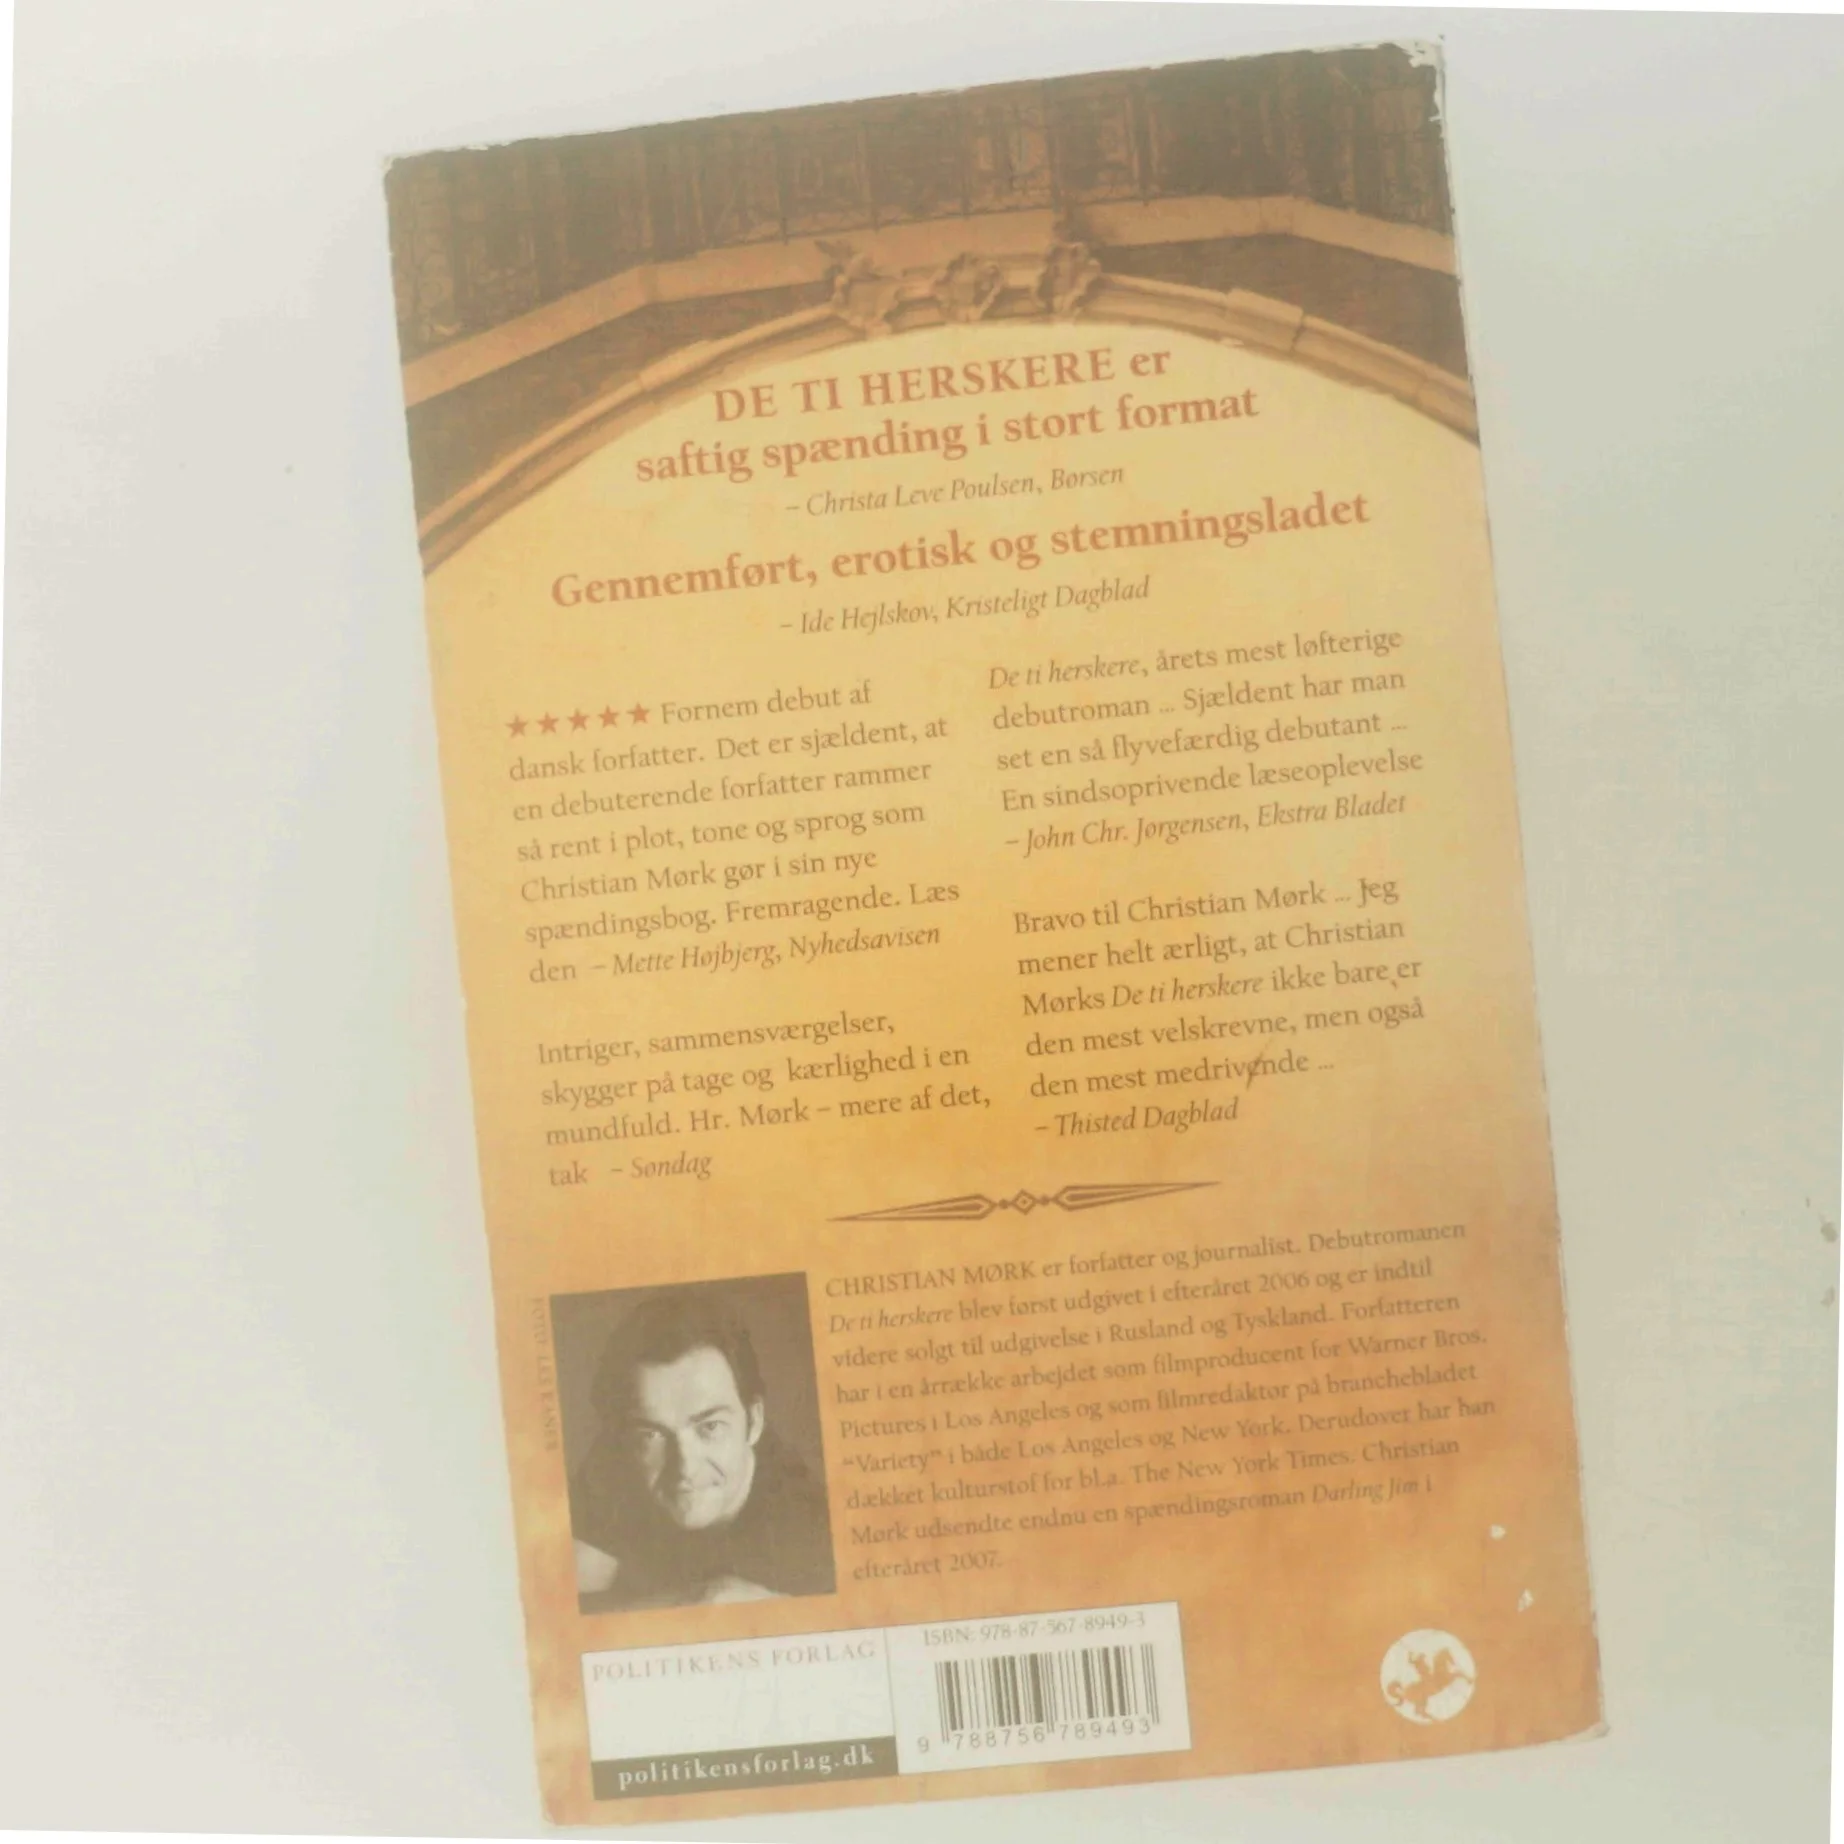 DE TI HERSKERE er
saftig spænding i stort format
– Christa Leve Poulsen, Børsen
Gennemført, erotisk og stemningsladet
– Ide Hejlskov, Kristeligt Dagblad
★★★★★ Fornem debut af
dansk forfatter. Det er sjældent, at
en debuterende forfatter rammer
så rent i plot, tone og sprog som
Christian Mørk gør i sin nye
spændingsbog. Fremragende. Læs
den – Mette Højbjerg, Nyhedsavisen
Intriger, sammensværgelser,
skygger på tage og kærlighed i en
mundfuld. Hr. Mørk – mere af det,
tak – Søndag
De ti herskere, årets mest løfterige
debutroman ... Sjældent har man
set en så flyvefærdig debutant ...
En sindsoprivende læseoplevelse
– John Chr. Jørgensen, Ekstra Bladet
Bravo til Christian Mørk ... Jeg
mener helt ærligt, at Christian
Mørks De ti herskere ikke bare er
den mest velskrevne, men også
den mest medrivende ...
– Thisted Dagblad
CHRISTIAN MØRK er forfatter og journalist. Debutromanen
De ti herskere blev først udgivet i efteråret 2006 og er indtil
videre solgt til udgivelse i Rusland og Tyskland. Forfatteren
har i en årrække arbejdet som filmproducent for Warner Bros.
Pictures i Los Angeles og som filmredaktør på branchebladet
“Variety” i både Los Angeles og New York. Derudover har han
dækket kulturstof for bl.a. The New York Times. Christian
Mørk udsendte endnu en spændingsroman Darling Jim i
efteråret 2007.
POLITIKENS FORLAG
politikensforlag.dk
ISBN: 978-87-567-8949-3
9 788756 789493